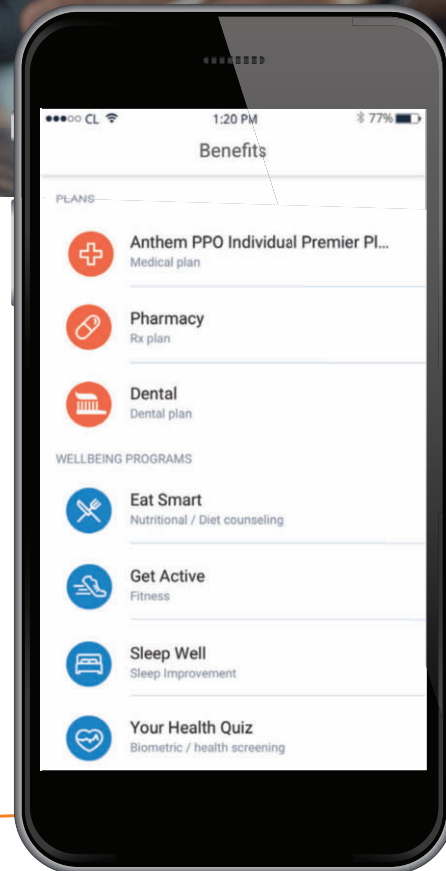 CL 1:20 PM 77%
Benefits
PLANS
Anthem PPO Individual Premier Pl...
Medical plan
Pharmacy
Rx plan
Dental
Dental plan
WELLBEING PROGRAMS
Eat Smart
Nutritional / Diet counseling
Get Active
Fitness
Sleep Well
Sleep Improvement
Your Health Quiz
Biometric / health screening